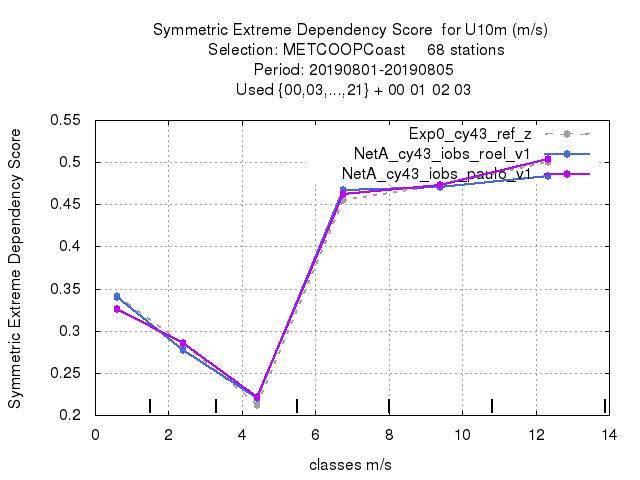 Symmetric Extreme Dependency Score for U10m (m/s)
Selection: METCOOPCoast 68 stations
Period: 20190801-20190805
Used {00,03,...,21} + 00 01 02 03
Exp0_cy43_ref_z
NetA_cy43_iobs_roel_v1
NetA_cy43_iobs_paulo_v1
Symmetric Extreme Dependency Score
0.55
0.5
0.45
0.4
0.35
0.3
0.25
0.2
0 2 4 6 8 10 12 14
classes m/s